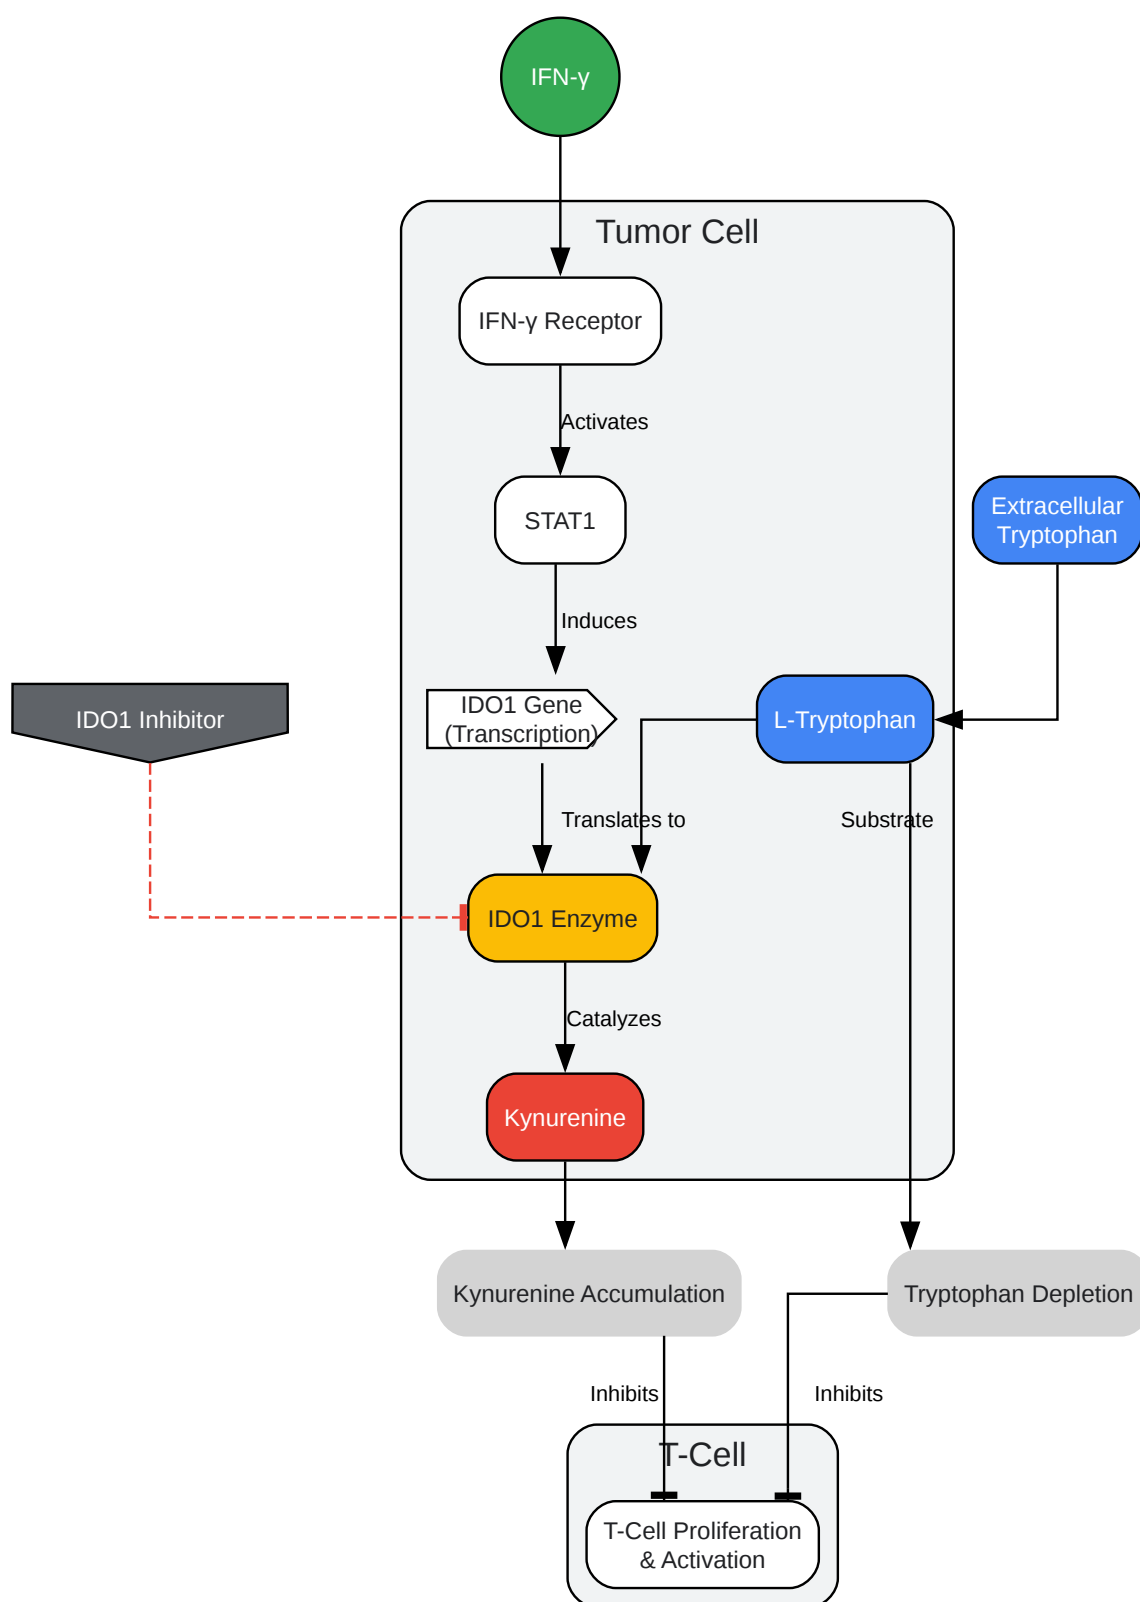 IFN-γ
Tumor Cell
IFN-γ Receptor
Activates
STAT1
Extracellular
Tryptophan
Induces
IDO1 Inhibitor
IDO1 Gene
(Transcription)
L-Tryptophan
Translates to
Substrate
IDO1 Enzyme
Catalyzes
Kynurenine
Kynurenine Accumulation
Tryptophan Depletion
Inhibits
Inhibits
T-Cell
T-Cell Proliferation
& Activation